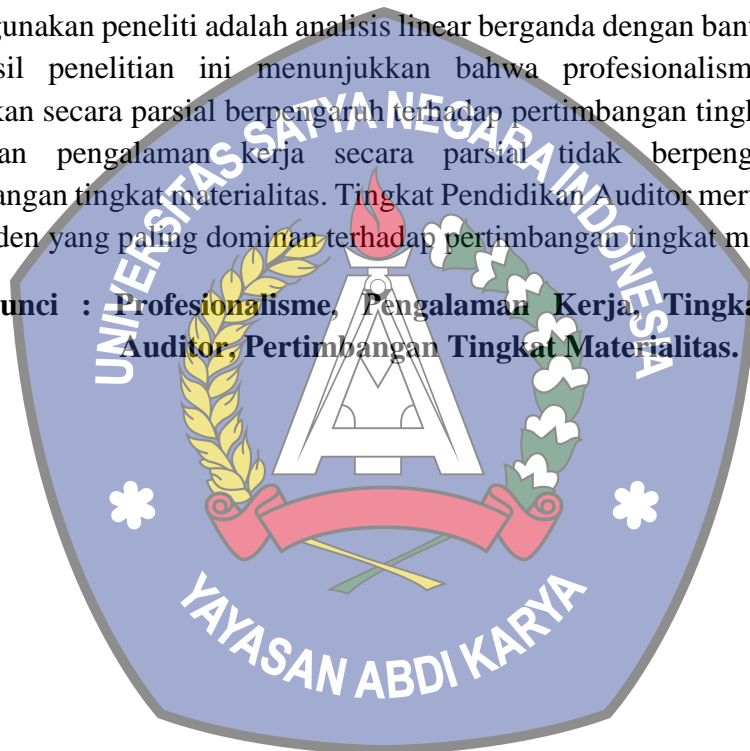 gunakan peneliti adalah analisis linear berganda dengan bant
sil penelitian ini menunjukkan bahwa profesionalism
kan secara parsial berpengaruh terhadap pertimbangan tingk
an pengalaman kerja secara parsial tidak berpeng
angan tingkat materialitas. Tingkat Pendidikan Auditor mer
den yang paling dominan terhadap pertimbangan tingkat m
unci : Profesionalisme, Pengalaman Kerja, Tingka
Auditor, Pertimbangan Tingkat Materialitas.
UNIVERSITAS SATYA NEGARA INDONESIA
YAYASAN ABDI KARYA